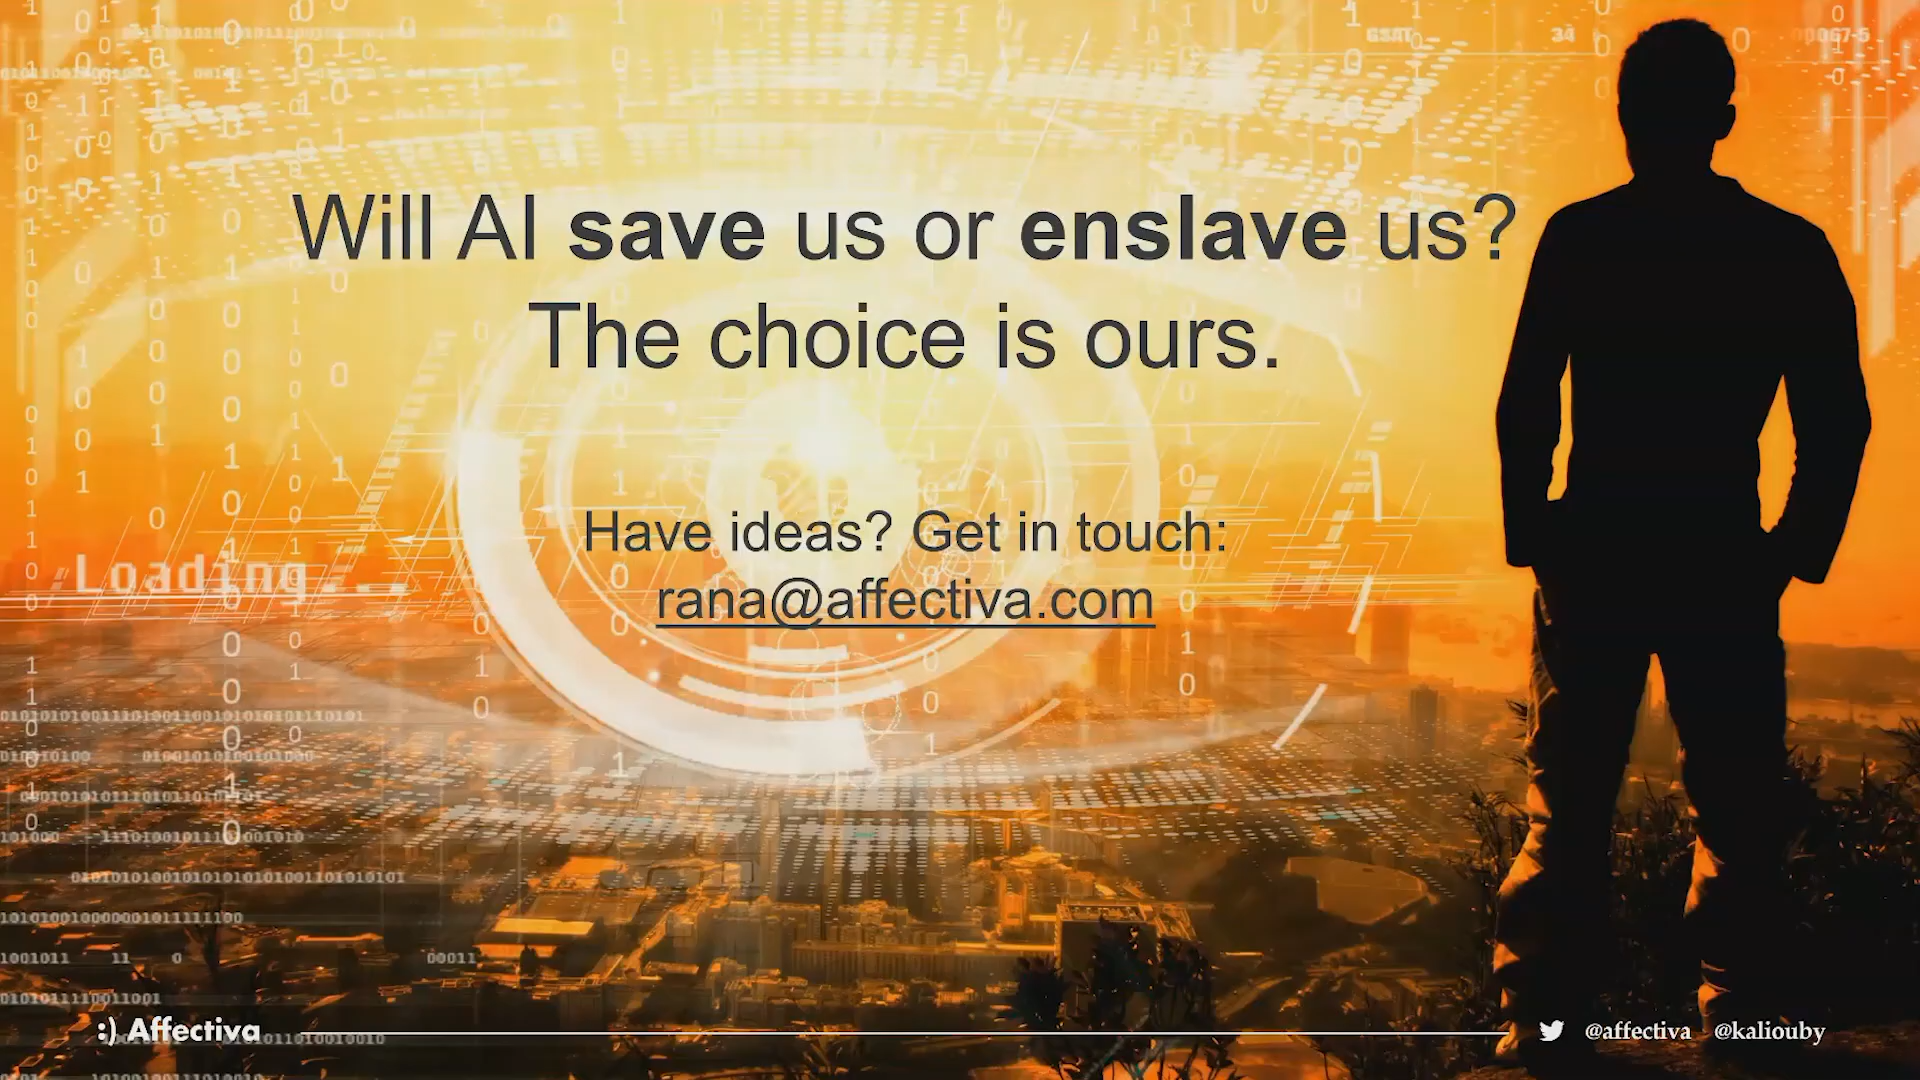 Will AI save us or enslave us?
The choice is ours.
Have ideas? Get in touch:
rana@affectiva.com
Loading...
:) Affectiva
@affectiva @kaliouby